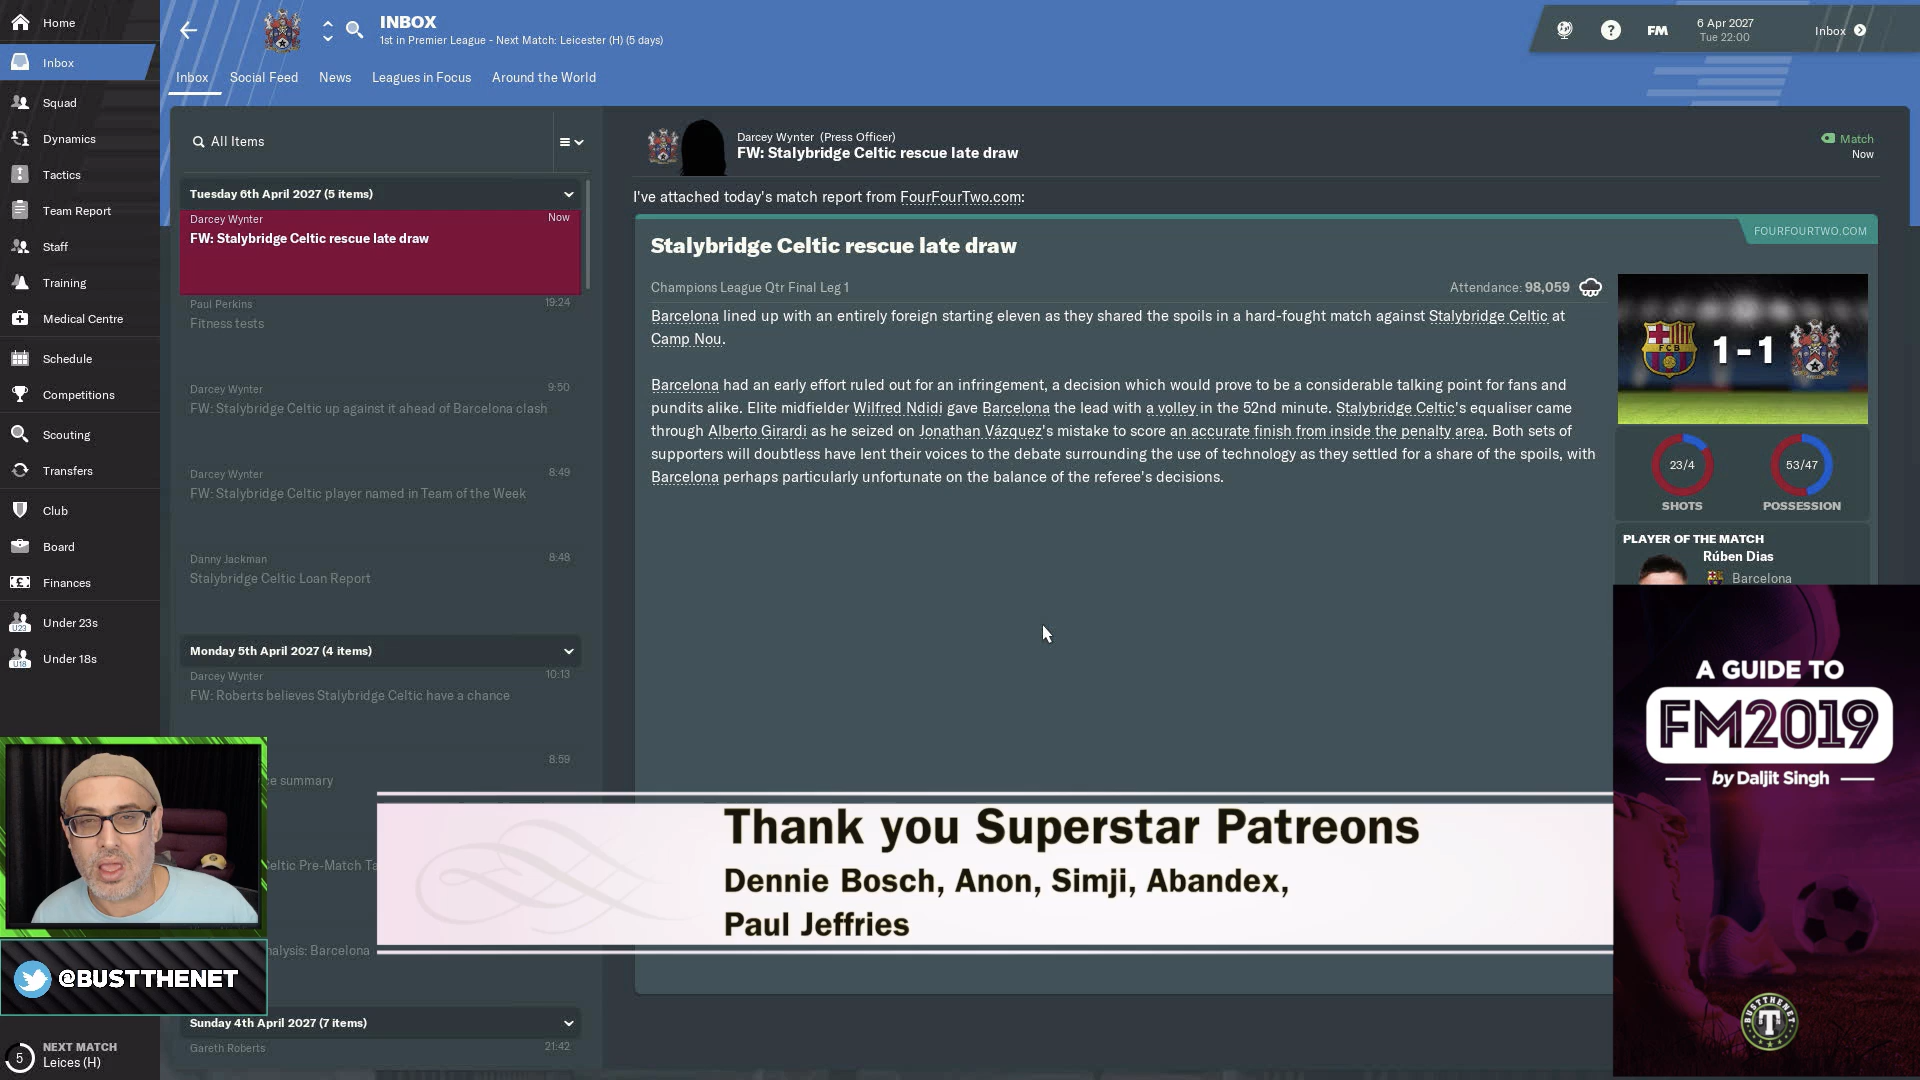 Home
Inbox
Squad
Dynamics
Tactics
Team Report
Staff
Training
Medical Centre
Schedule
Competitions
Scouting
Transfers
Club
Board
Finances
U23
Under 23s
U18
Under 18s
INBOX
1st in Premier League - Next Match: Leicester (H) (5 days)
Inbox Social Feed News Leagues in Focus Around the World
?
FM
6 Apr 2027
Tue 22:00
Inbox
All Items
Tuesday 6th April 2027 (5 items)
Darcey Wynter Now
FW: Stalybridge Celtic rescue late draw
Paul Perkins 19:24
Fitness tests
Darcey Wynter 9:50
FW: Stalybridge Celtic up against it ahead of Barcelona clash
Darcey Wynter 8:49
FW: Stalybridge Celtic player named in Team of the Week
Danny Jackman 8:48
Stalybridge Celtic Loan Report
Monday 5th April 2027 (4 items)
Darcey Wynter 10:13
FW: Roberts believes Stalybridge Celtic have a chance
8:59
summary
eltic Pre-Match Ta
nalysis: Barcelona
Sunday 4th April 2027 (7 items)
Gareth Roberts 21:42
Darcey Wynter (Press Officer)
FW: Stalybridge Celtic rescue late draw
Match
Now
I've attached today's match report from FourFourTwo.com:
FOURFOURTWO.COM
Stalybridge Celtic rescue late draw
Champions League Qtr Final Leg 1
Attendance: 98,059
Barcelona lined up with an entirely foreign starting eleven as they shared the spoils in a hard-fought match against Stalybridge Celtic at
Camp Nou.
Barcelona had an early effort ruled out for an infringement, a decision which would prove to be a considerable talking point for fans and
pundits alike. Elite midfielder Wilfred Ndidi gave Barcelona the lead with a volley in the 52nd minute. Stalybridge Celtic's equaliser came
through Alberto Girardi as he seized on Jonathan Vázquez's mistake to score an accurate finish from inside the penalty area. Both sets of
supporters will doubtless have lent their voices to the debate surrounding the use of technology as they settled for a share of the spoils, with
Barcelona perhaps particularly unfortunate on the balance of the referee's decisions.
FCB
1 - 1
23/4
SHOTS
53/47
POSSESSION
PLAYER OF THE MATCH
Rúben Dias
Barcelona
A GUIDE TO
FM2019
by Daljit Singh
BUSTTHENET
T
Thank you Superstar Patreons
Dennie Bosch, Anon, Simji, Abandex,
Paul Jeffries
@BUSTTHENET
5
NEXT MATCH
Leices (H)